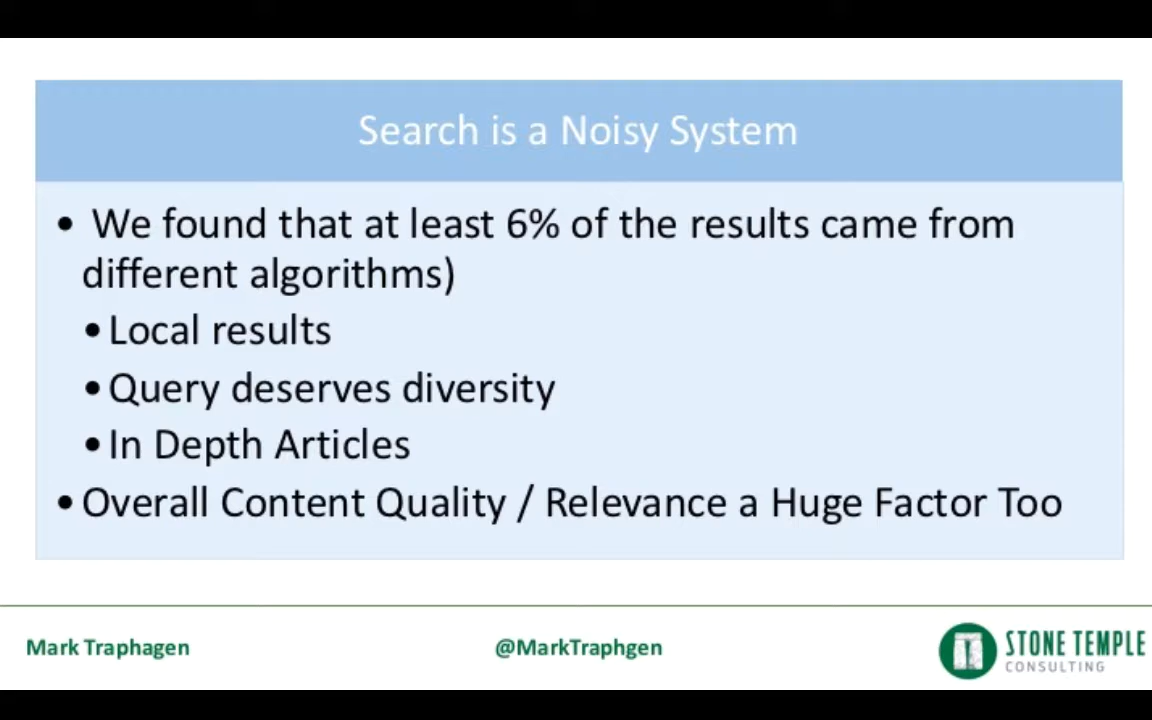 Search is a Noisy System
• We found that at least 6% of the results came from
different algorithms)
• Local results
• Query deserves diversity
• In Depth Articles
• Overall Content Quality / Relevance a Huge Factor Too
Mark Traphagen
@MarkTraphgen
STONE TEMPLE
CONSULTING